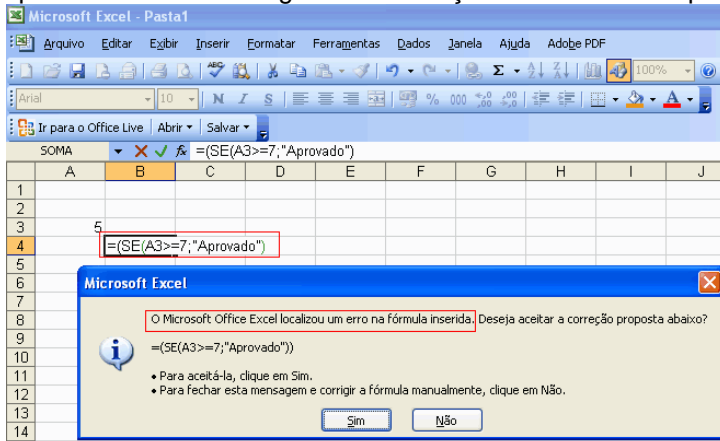 Microsoft Excel - Pasta1
Arquivo Editar Exibir Inserir Formatar Ferramentas Dados Janela Ajuda Adobe PDF
100%
Arial 10 N I S % 000
Ir para o Office Live Abrir Salvar
SOMA fx =(SE(A3>=7;"Aprovado")
A B C D E F G H I J
1
2
3 5
4 =(SE(A3>=7;"Aprovado")
5
6 Microsoft Excel
7
8 O Microsoft Office Excel localizou um erro na fórmula inserida. Deseja aceitar a correção proposta abaixo?
9 =(SE(A3>=7;"Aprovado"))
10
11 • Para aceitá-la, clique em Sim.
12 • Para fechar esta mensagem e corrigir a fórmula manualmente, clique em Não.
13 Sim Não
14